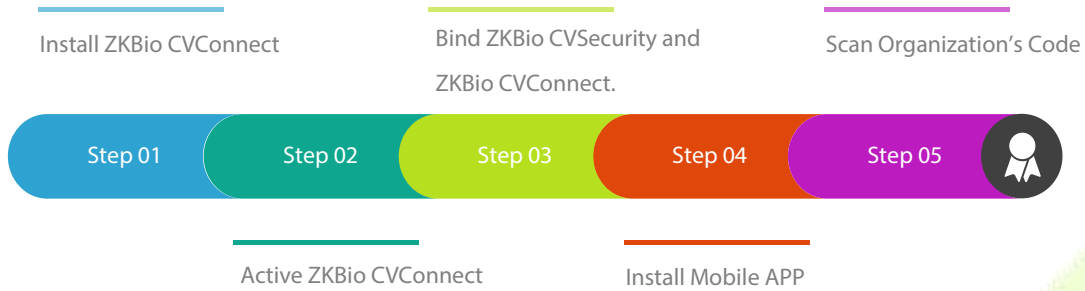 Install ZKBio CVConnect
Bind ZKBio CVSecurity and
ZKBio CVConnect.
Scan Organization's Code
Step 01
Step 02
Step 03
Step 04
Step 05
Active ZKBio CVConnect
Install Mobile APP